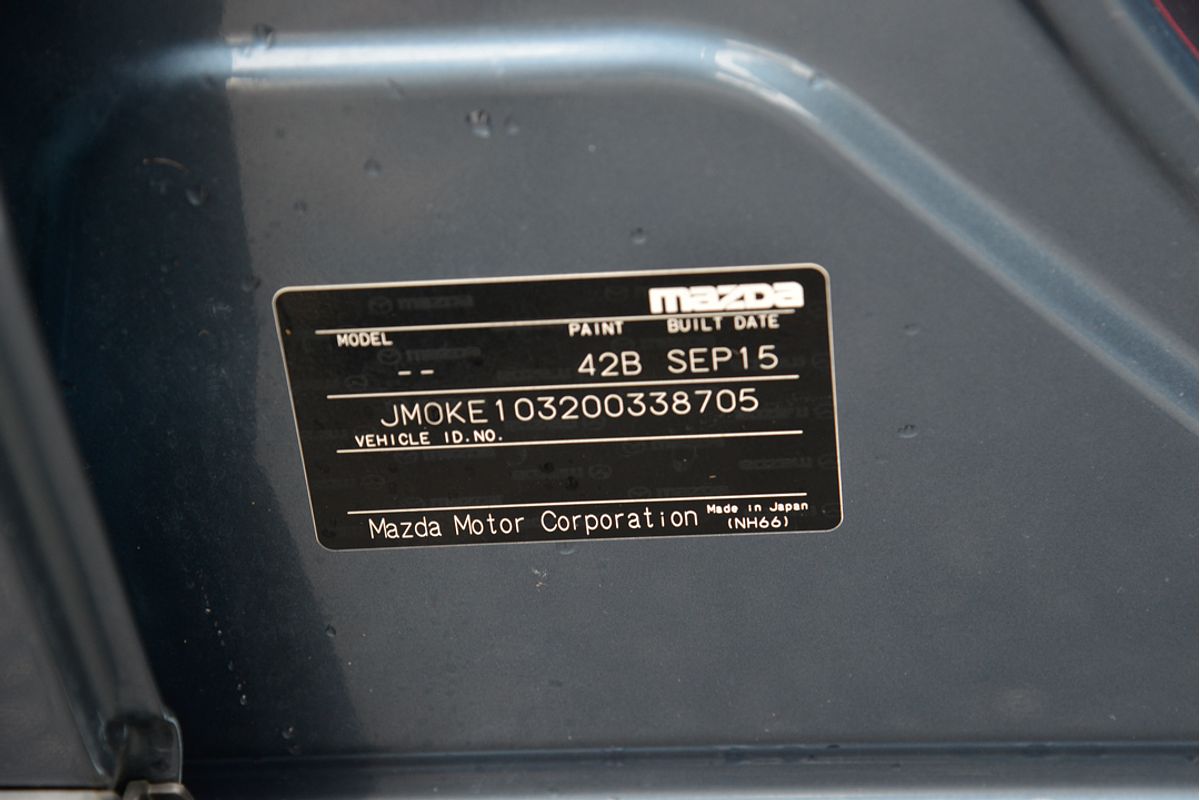 mazda
MODEL PAINT BUILT DATE
-- 42B SEP15
JM0KE103200338705
VEHICLE ID.NO.
Mazda Motor Corporation Made in Japan
(NH66)